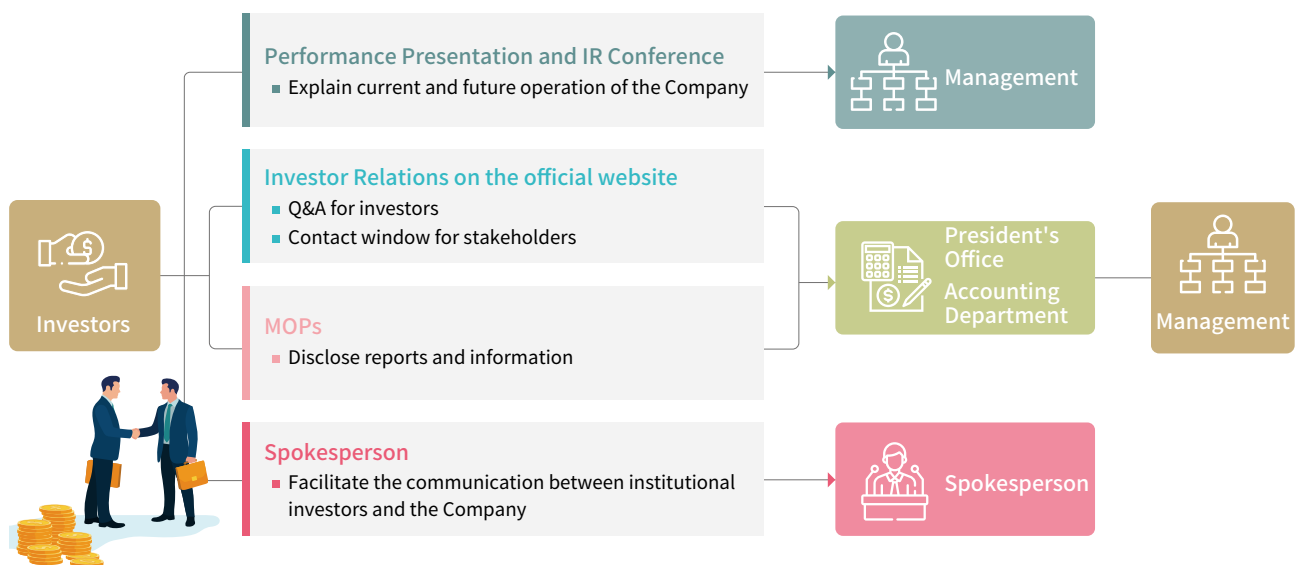 Performance Presentation and IR Conference
Explain current and future operation of the Company
Management
Investor Relations on the official website
Q&A for investors
Contact window for stakeholders
Investors
MOPs
Disclose reports and information
President's
Office
Accounting
Department
Management
Spokesperson
Facilitate the communication between institutional
investors and the Company
Spokesperson